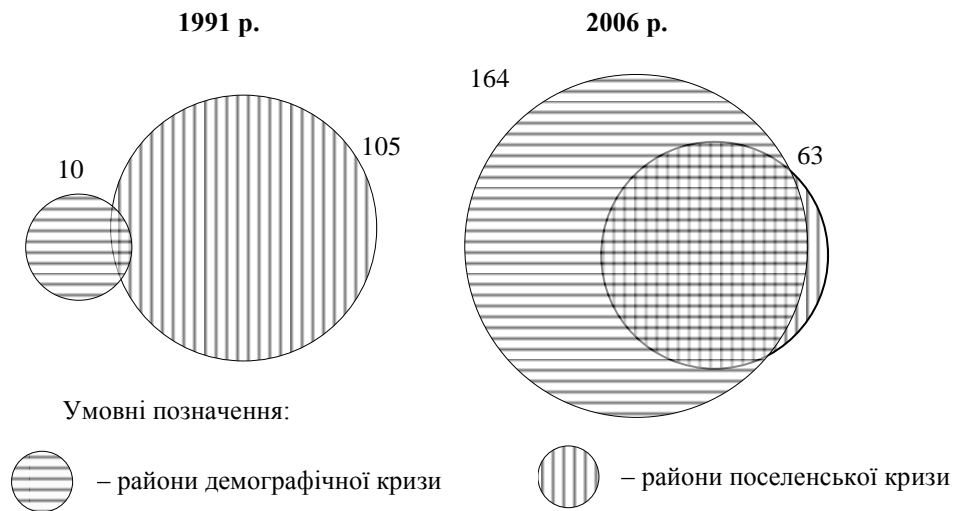 1991 р.
2006 р.
164
105
63
10
Умовні позначення:
– райони демографічної кризи
– райони поселенської кризи